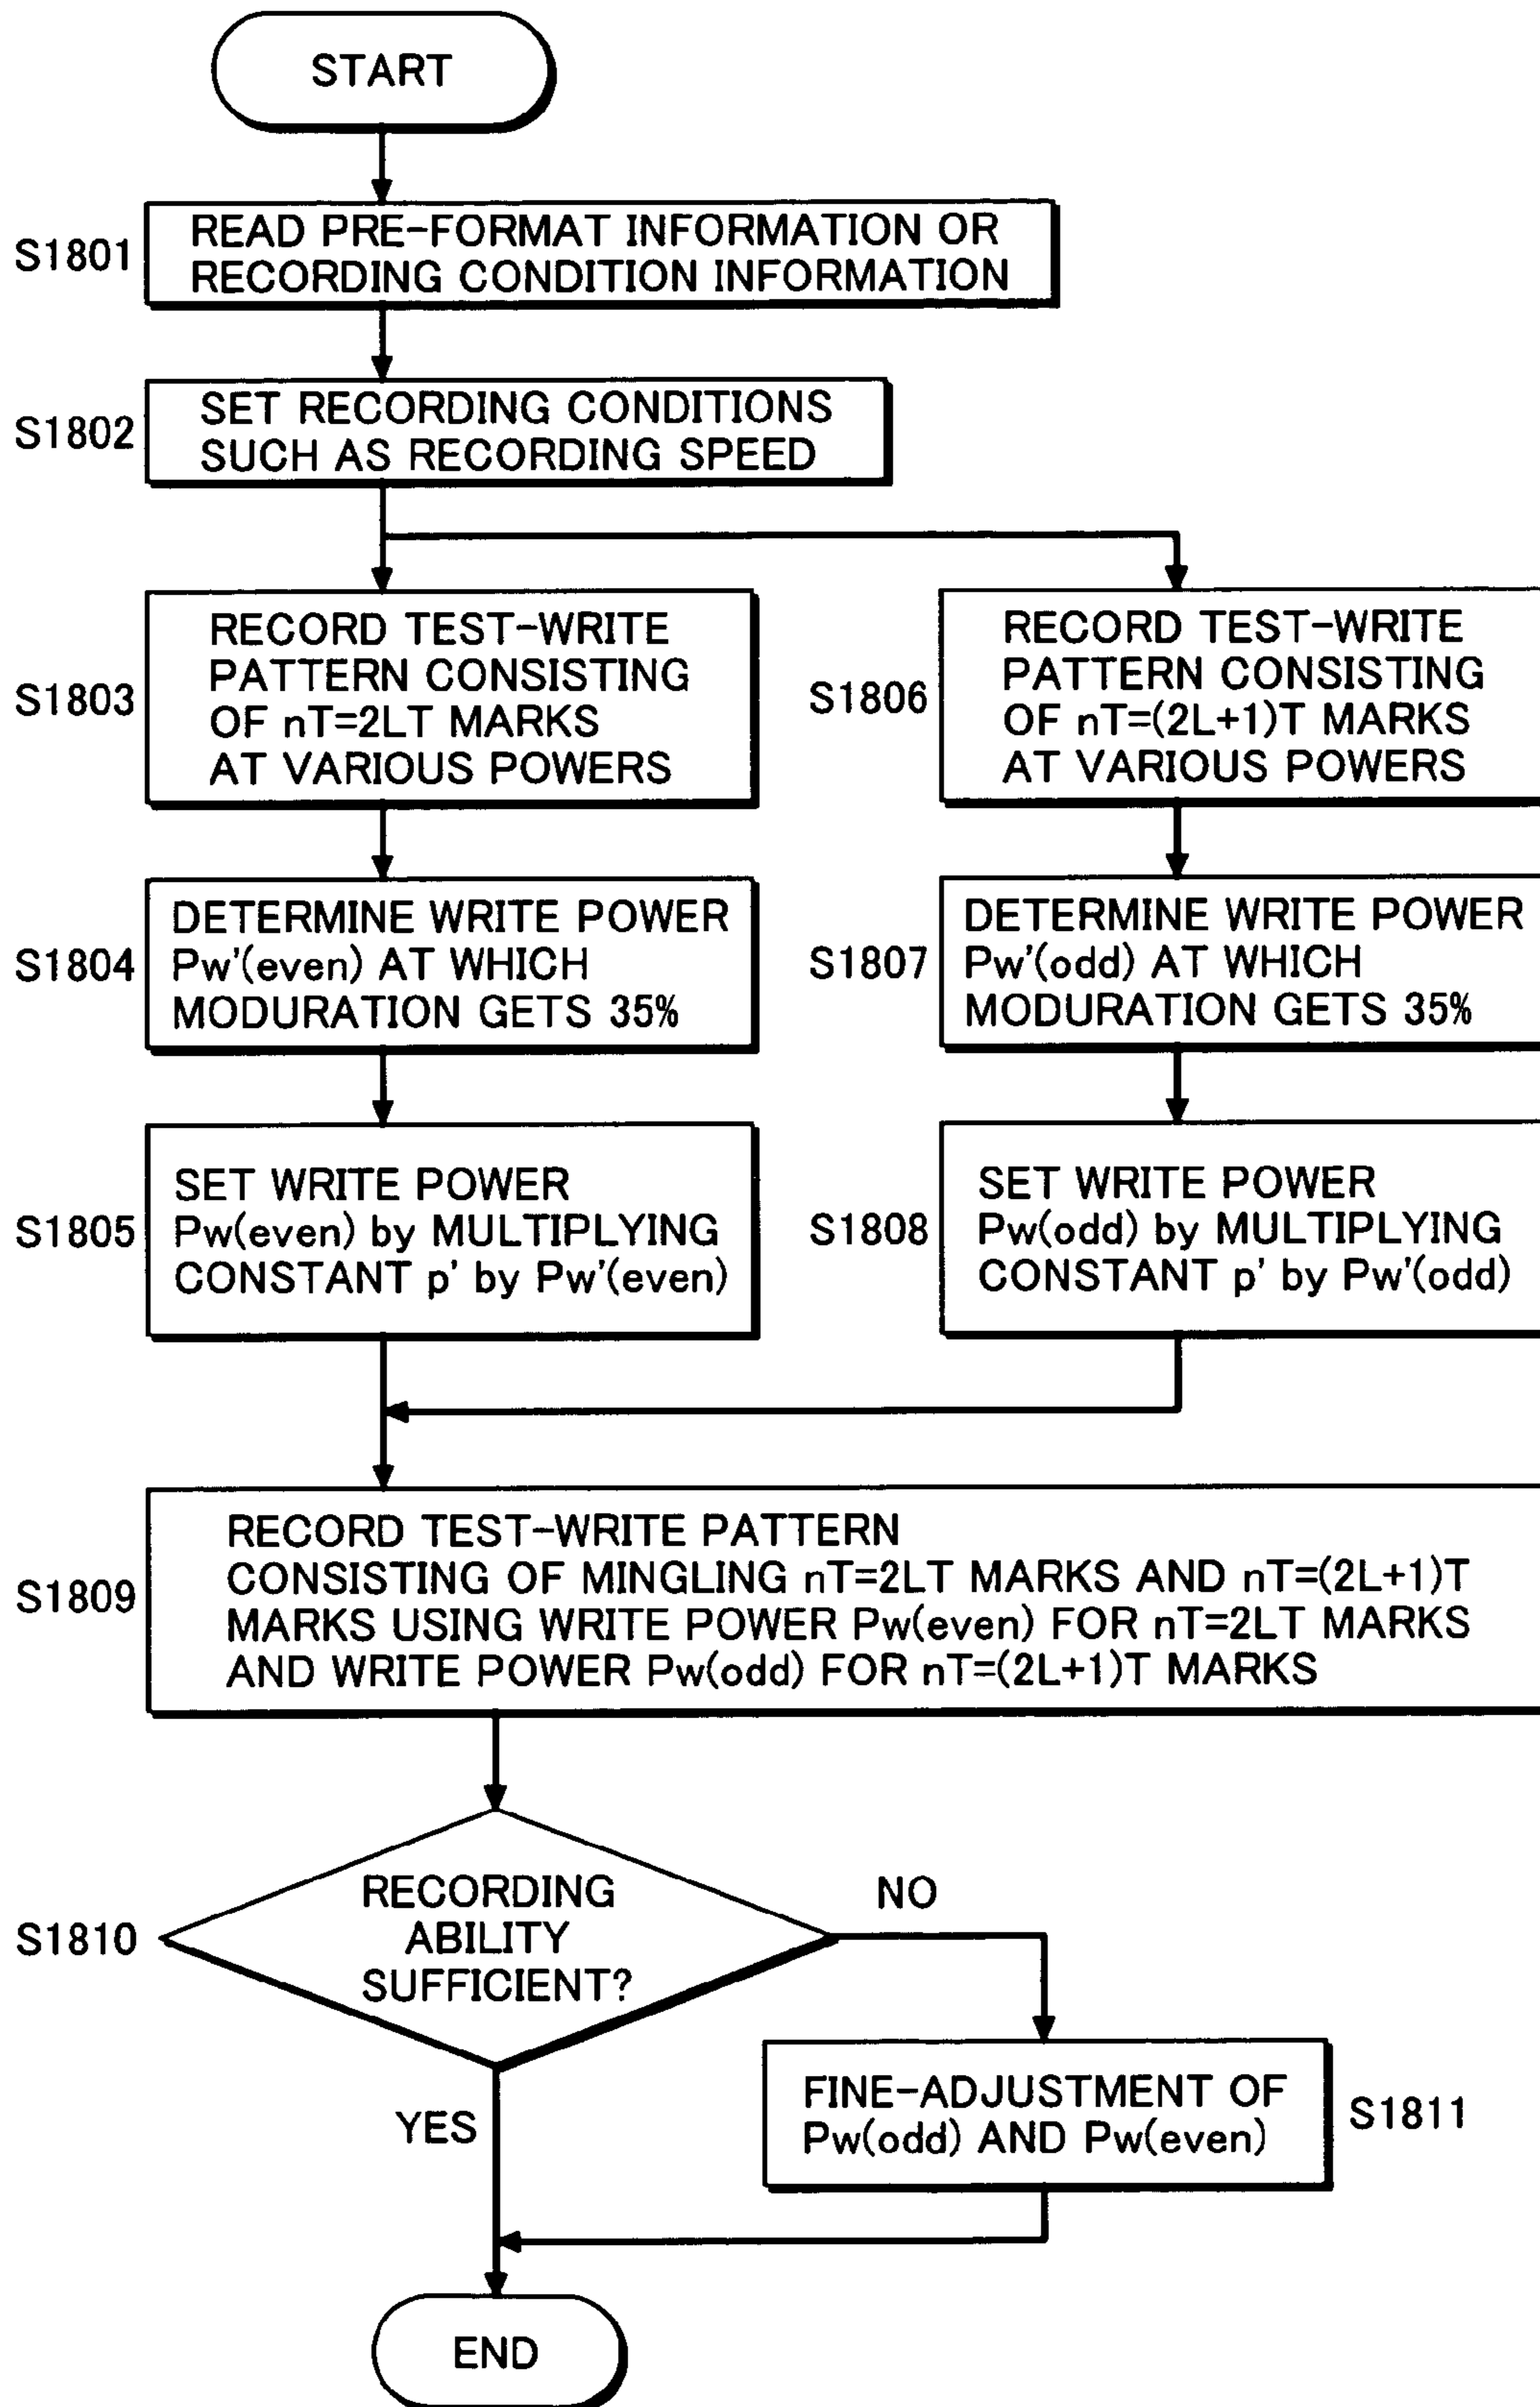 START
S1801
READ PRE-FORMAT INFORMATION OR
RECORDING CONDITION INFORMATION
S1802
SET RECORDING CONDITIONS
SUCH AS RECORDING SPEED
S1803
RECORD TEST-WRITE
PATTERN CONSISTING
OF nT=2LT MARKS
AT VARIOUS POWERS
S1806
RECORD TEST-WRITE
PATTERN CONSISTING
OF nT=(2L+1)T MARKS
AT VARIOUS POWERS
S1804
DETERMINE WRITE POWER
Pw'(even) AT WHICH
MODURATION GETS 35%
S1807
DETERMINE WRITE POWER
Pw'(odd) AT WHICH
MODURATION GETS 35%
S1805
SET WRITE POWER
Pw(even) by MULTIPLYING
CONSTANT p' by Pw'(even)
S1808
SET WRITE POWER
Pw(odd) by MULTIPLYING
CONSTANT p' by Pw'(odd)
S1809
RECORD TEST-WRITE PATTERN
CONSISTING OF MINGLING nT=2LT MARKS AND nT=(2L+1)T
MARKS USING WRITE POWER Pw(even) FOR nT=2LT MARKS
AND WRITE POWER Pw(odd) FOR nT=(2L+1)T MARKS
S1810
RECORDING
ABILITY
SUFFICIENT?
NO
YES
FINE-ADJUSTMENT OF
Pw(odd) AND Pw(even)
S1811
END